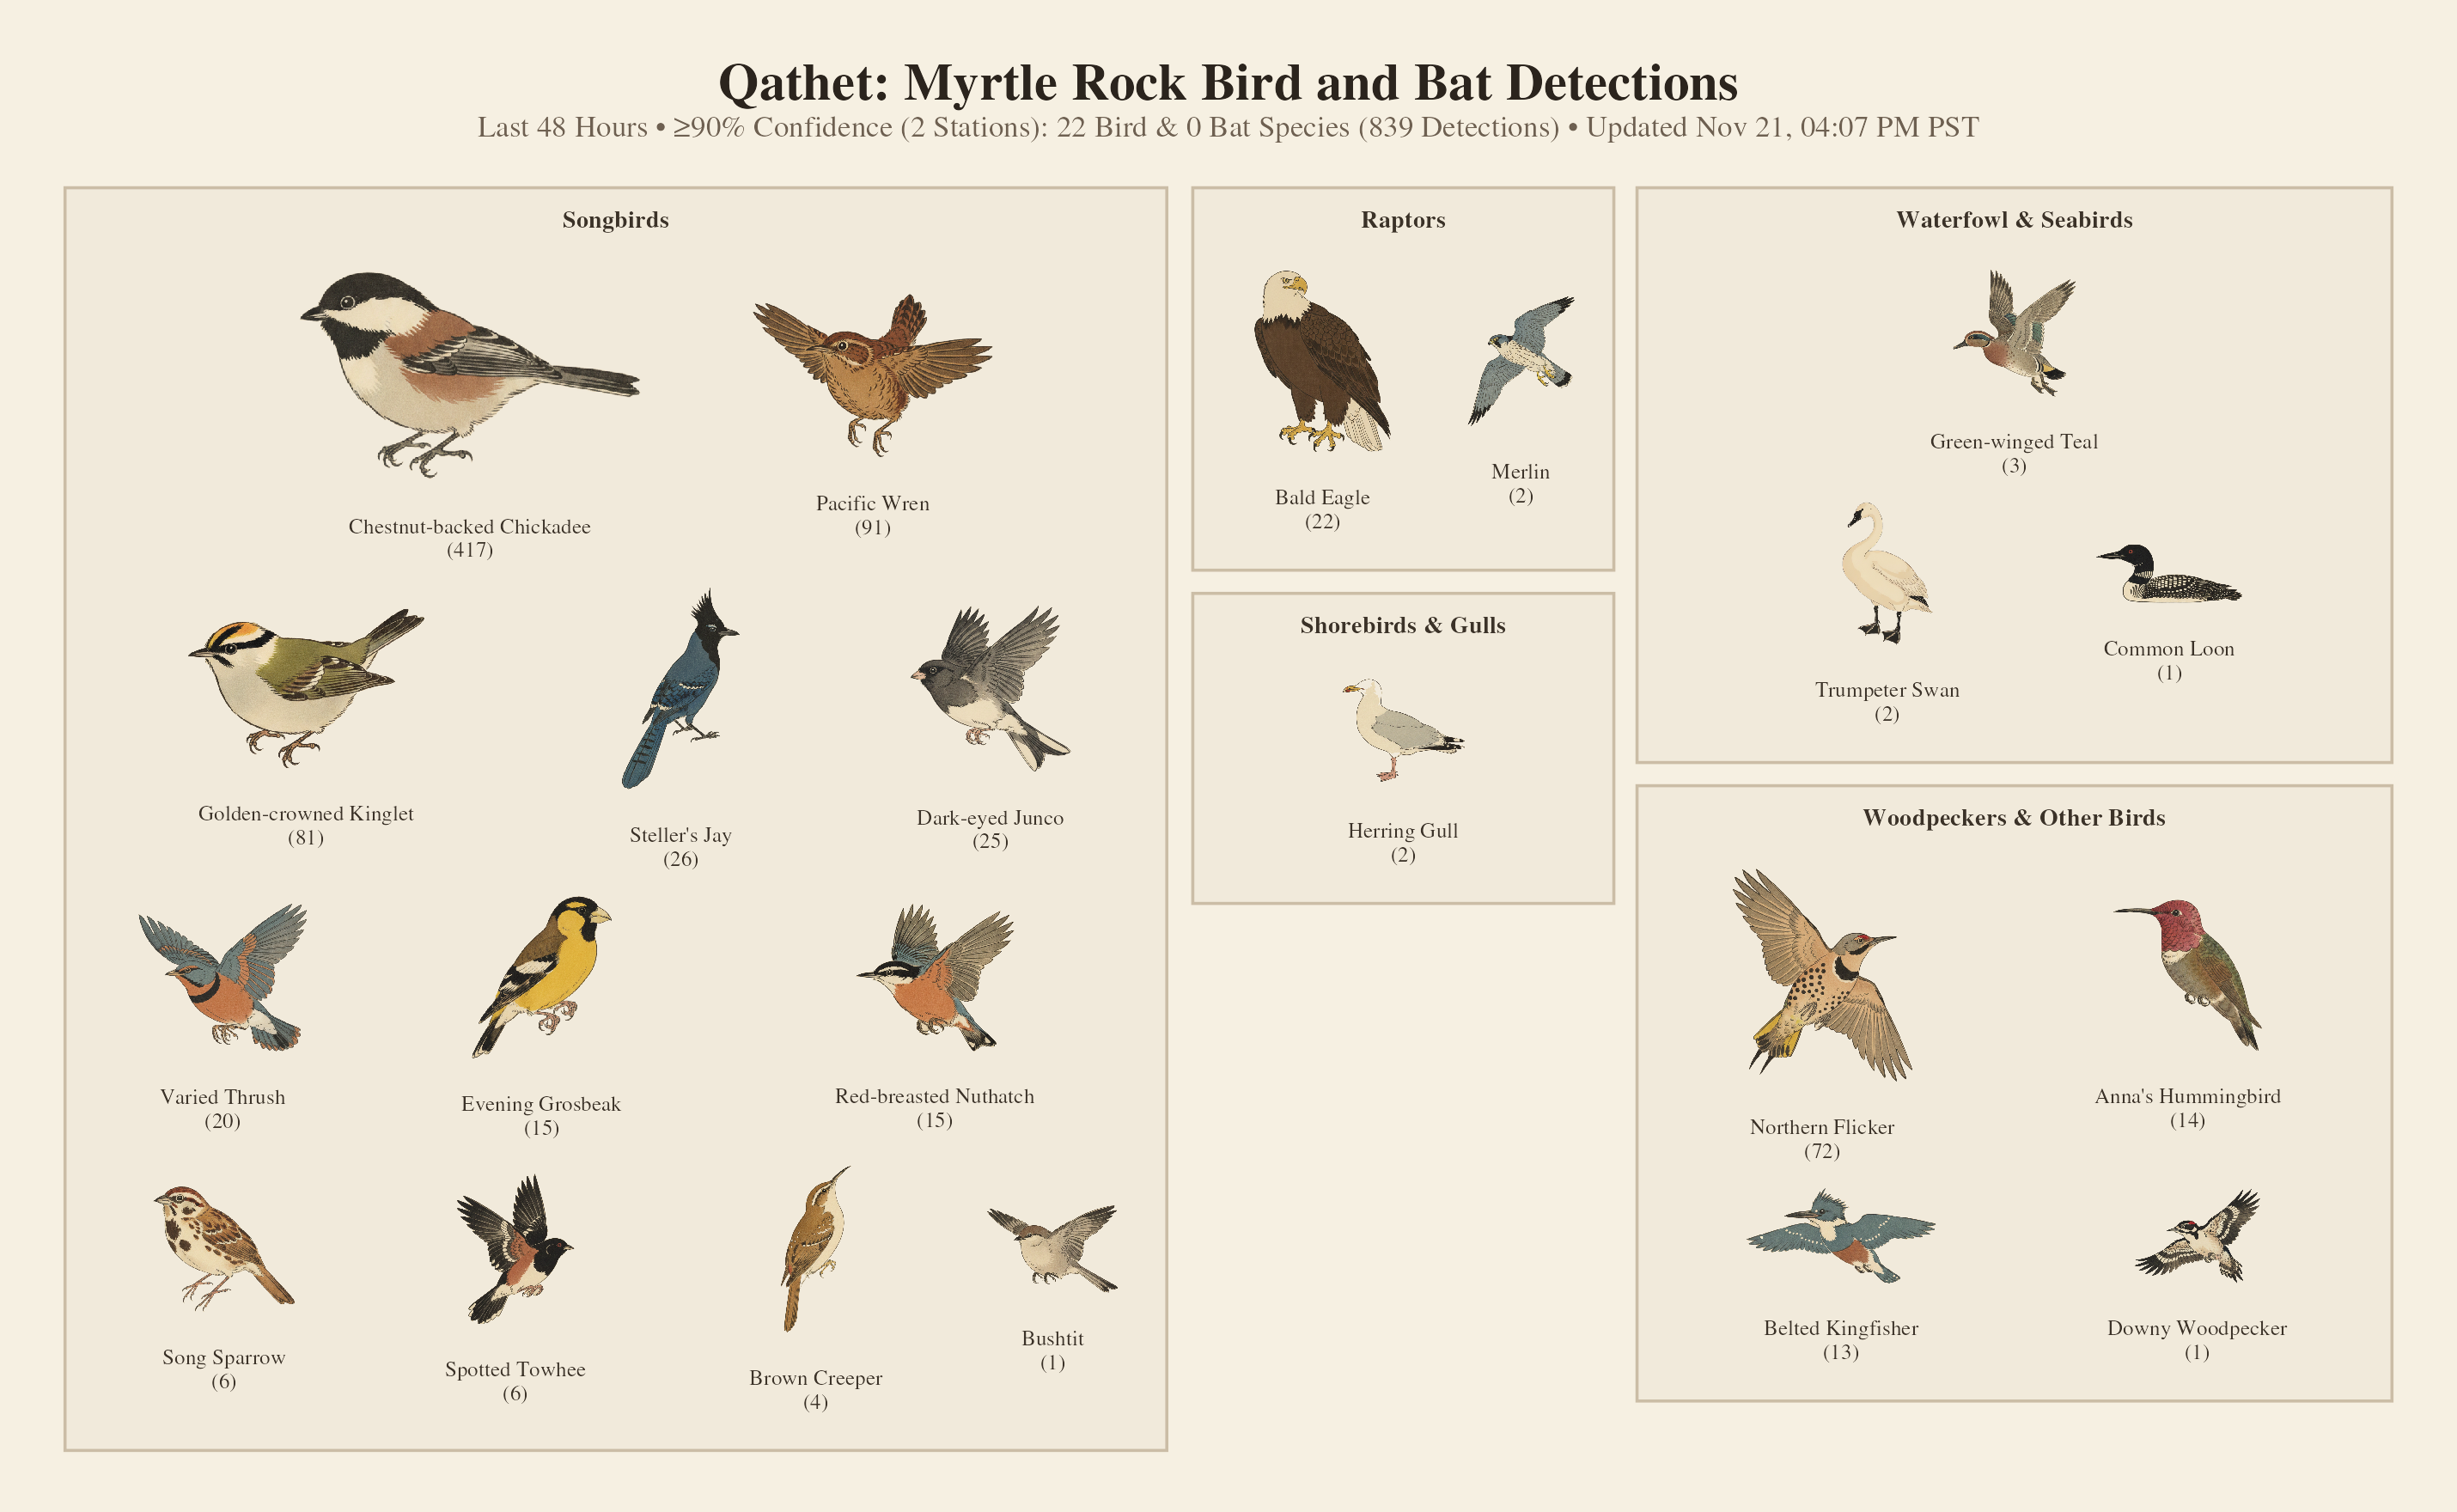 Qathet: Myrtle Rock Bird and Bat Detections
Last 48 Hours • ≥90% Confidence (2 Stations): 22 Bird & 0 Bat Species (839 Detections) • Updated Nov 21, 04:07 PM PST
Songbirds
Chestnut-backed Chickadee
(417)
Pacific Wren
(91)
Golden-crowned Kinglet
(81)
Steller's Jay
(26)
Dark-eyed Junco
(25)
Varied Thrush
(20)
Evening Grosbeak
(15)
Red-breasted Nuthatch
(15)
Song Sparrow
(6)
Spotted Towhee
(6)
Brown Creeper
(4)
Bushtit
(1)
Raptors
Bald Eagle
(22)
Merlin
(2)
Shorebirds & Gulls
Herring Gull
(2)
Waterfowl & Seabirds
Green-winged Teal
(3)
Trumpeter Swan
(2)
Common Loon
(1)
Woodpeckers & Other Birds
Northern Flicker
(72)
Anna's Hummingbird
(14)
Belted Kingfisher
(13)
Downy Woodpecker
(1)